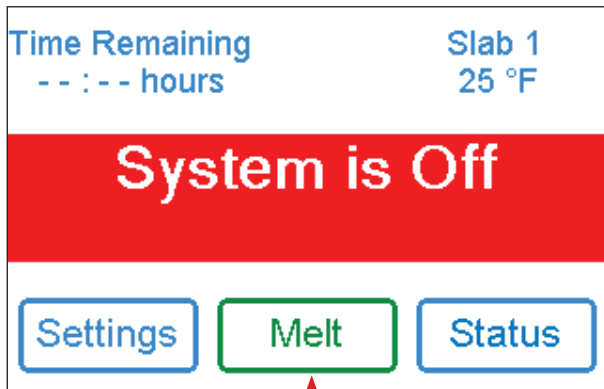 Time Remaining
- - : - - hours
Slab 1
25 °F
System is Off
Settings
Melt
Status